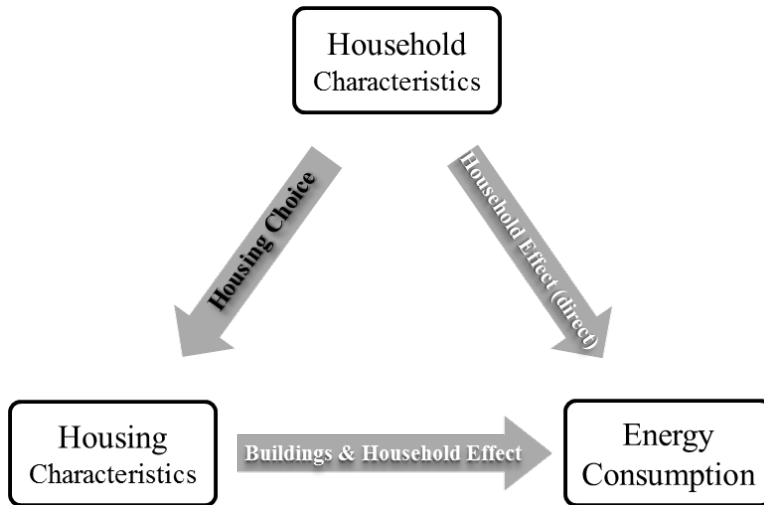 Household
Characteristics
Housing Choice
Household Effect (direct)
Housing
Characteristics
Buildings & Household Effect
Energy
Consumption